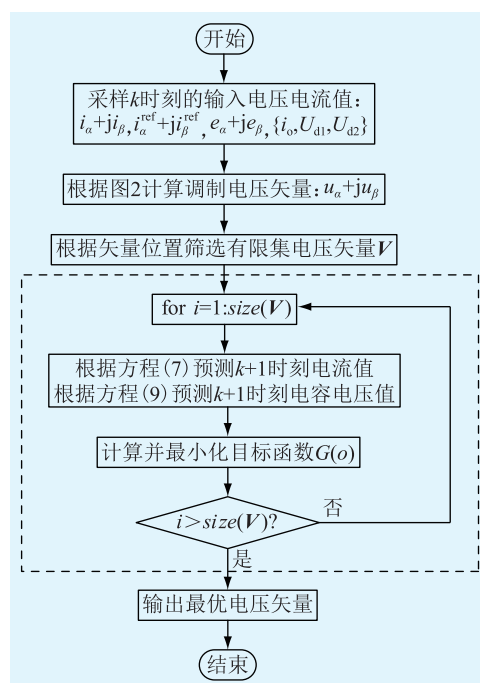 开始
采样k时刻的输入电压电流值：
iα+jiβ,iα^ref+jiβ^ref,eα+jeβ,{io,Ud1,Ud2}
根据图2计算调制电压矢量：uα+juβ
根据矢量位置筛选有限集电压矢量V
for i=1:size(V)
根据方程(7)预测k+1时刻电流值
根据方程(9)预测k+1时刻电容电压值
计算并最小化目标函数G(o)
i＞size(V)?
否
是
输出最优电压矢量
结束